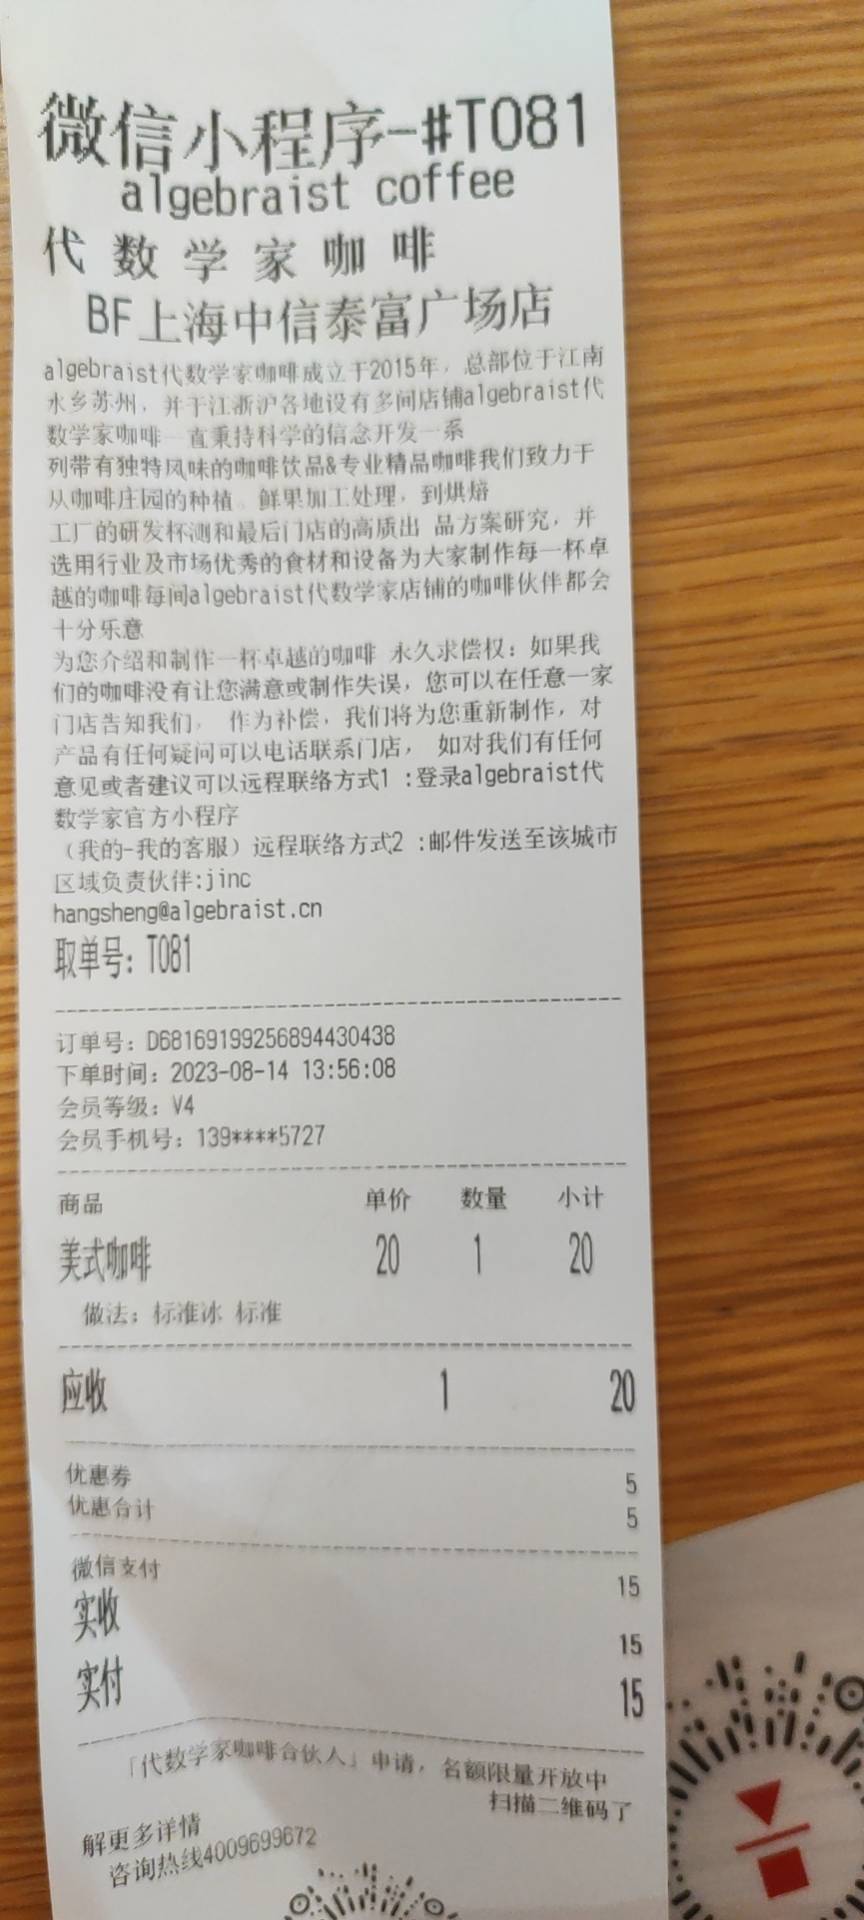 微信小程序-#T081
algebraist coffee
代数学家咖啡
BF上海中信泰富广场店
algebraist代数学家咖啡成立于2015年，总部位于江南
水乡苏州，并于江浙沪各地设有多间店铺algebraist代
数学家咖啡一直秉持科学的信念开发一系
列带有独特风味的咖啡饮品&专业精品咖啡我们致力于
从咖啡庄园的种植。鲜果加工处理，到烘焙
工厂的研发杯测和最后门店的高质出 品方案研究，并
选用行业及市场优秀的食材和设备为大家制作每一杯卓
越的咖啡每间algebraist代数学家店铺的咖啡伙伴都会
十分乐意
为您介绍和制作一杯卓越的咖啡 永久求偿权：如果我
们的咖啡没有让您满意或制作失误，您可以在任意一家
门店告知我们， 作为补偿，我们将为您重新制作，对
产品有任何疑问可以电话联系门店， 如对我们有任何
意见或者建议可以远程联络方式1 :登录algebraist代
数学家官方小程序
（我的-我的客服）远程联络方式2 :邮件发送至该城市
区域负责伙伴:jinc
hangsheng@algebraist.cn
取单号：T081
订单号：D681691992568944304​38
下单时间：2023-08-14 13:56:08
会员等级：V4
会员手机号：139****5727
商品 单价 数量 小计
美式咖啡 20 1 20
做法：标准冰 标准
应收 1 20
优惠券 5
优惠合计 5
微信支付 15
实收 15
实付 15
「代数学家咖啡合伙人」申请，名额限量开放中
扫描二维码了
解更多详情
咨询热线4009699672